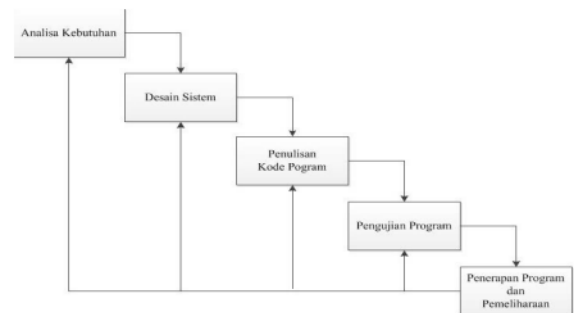 Analisa Kebutuhan
Desain Sistem
Penulisan
Kode Pogram
Pengujian Program
Penerapan Program
dan
Pemeliharaan